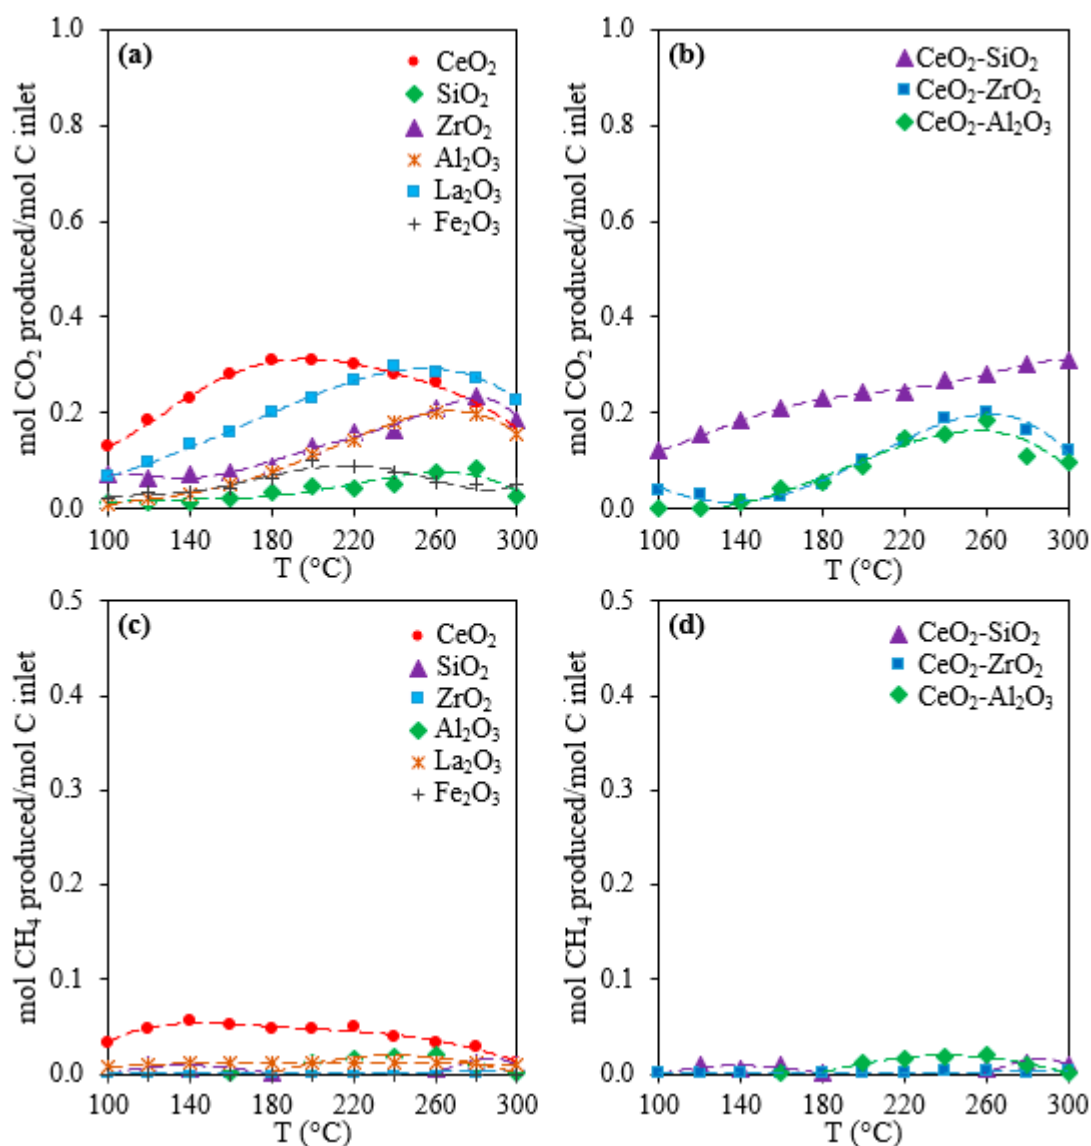 (a)
CeO₂
SiO₂
ZrO₂
Al₂O₃
La₂O₃
Fe₂O₃
mol CO₂ produced/mol C inlet
1.0
0.8
0.6
0.4
0.2
0.0
100 140 180 220 260 300
T (°C)
(b)
CeO₂-SiO₂
CeO₂-ZrO₂
CeO₂-Al₂O₃
mol CO₂ produced/mol C inlet
1.0
0.8
0.6
0.4
0.2
0.0
100 140 180 220 260 300
T (°C)
(c)
CeO₂
SiO₂
ZrO₂
Al₂O₃
La₂O₃
Fe₂O₃
mol CH₄ produced/mol C inlet
0.5
0.4
0.3
0.2
0.1
0.0
100 140 180 220 260 300
T (°C)
(d)
CeO₂-SiO₂
CeO₂-ZrO₂
CeO₂-Al₂O₃
mol CH₄ produced/mol C inlet
0.5
0.4
0.3
0.2
0.1
0.0
100 140 180 220 260 300
T (°C)